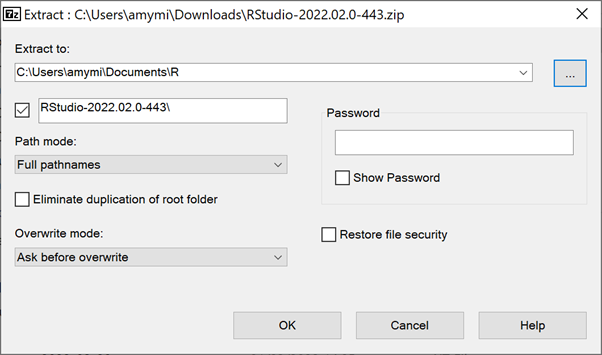 7z Extract : C:\Users\amymi\Downloads\RStudio-2022.02.0-443.zip
Extract to:
C:\Users\amymi\Documents\R
...
RStudio-2022.02.0-443\
Password
Path mode:
Full pathnames
Show Password
Eliminate duplication of root folder
Overwrite mode:
Restore file security
Ask before overwrite
OK Cancel Help